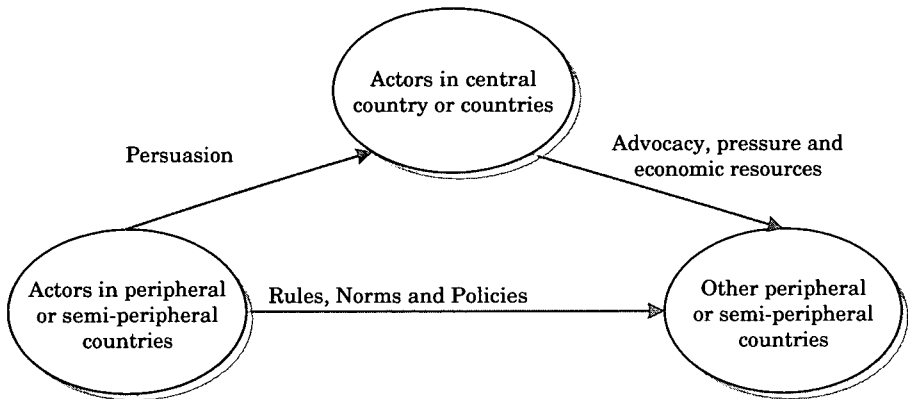 Actors in central
country or countries
Persuasion
Advocacy, pressure and
economic resources
Actors in peripheral
or semi-peripheral
countries
Rules, Norms and Policies
Other peripheral
or semi-peripheral
countries